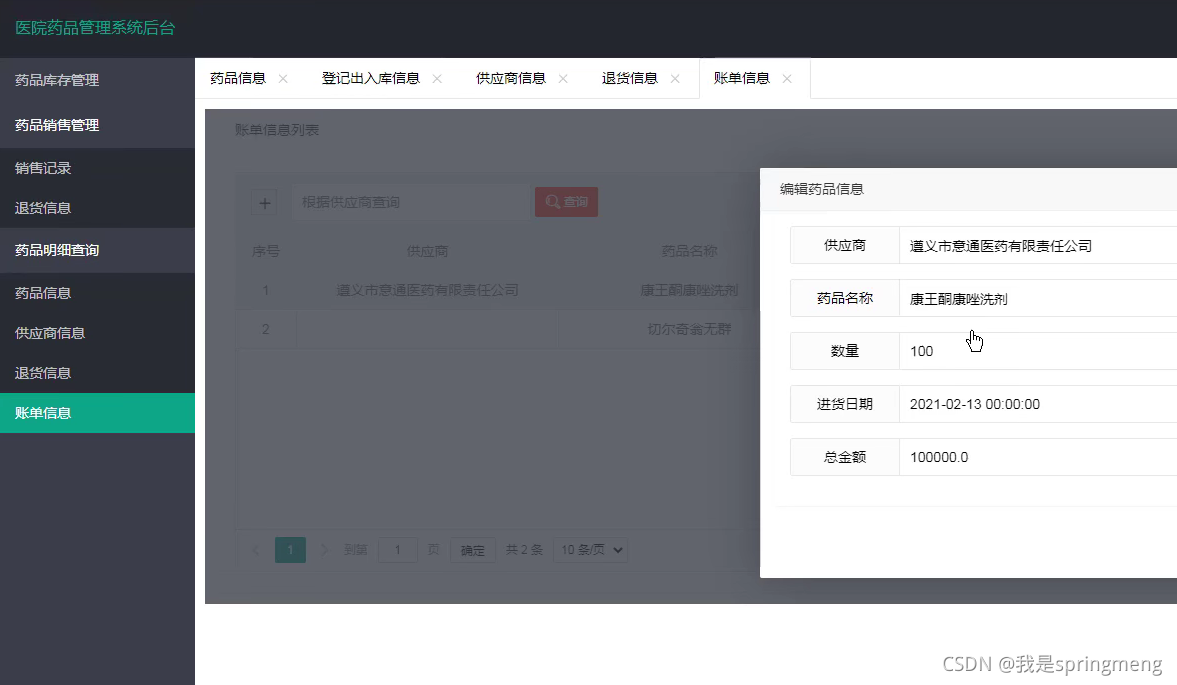 医院药品管理系统后台
药品库存管理
药品销售管理
销售记录
退货信息
药品明细查询
药品信息
供应商信息
退货信息
账单信息
药品信息 登记出入库信息 供应商信息 退货信息 账单信息
账单信息列表
根据供应商查询 查询
序号 供应商 药品名称
1 遵义市意通医药有限责任公司 康王酮康唑洗剂
2 切尔奇翁无群
1 到第 1 页 确定 共 2 条 10 条/页
编辑药品信息
供应商 遵义市意通医药有限责任公司
药品名称 康王酮康唑洗剂
数量 100
进货日期 2021-02-13 00:00:00
总金额 100000.0
CSDN @我是springmeng